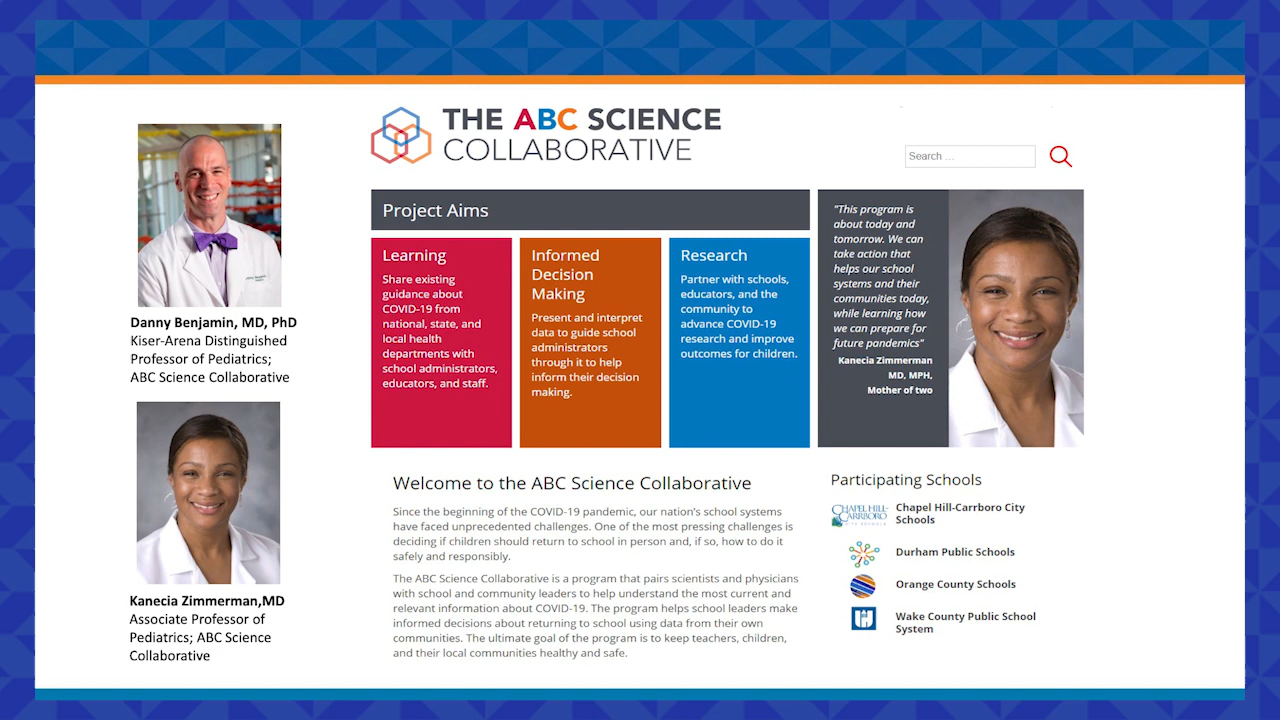 Danny Benjamin, MD, PhD
Kiser-Arena Distinguished
Professor of Pediatrics;
ABC Science Collaborative
Kanecia Zimmerman,MD
Associate Professor of
Pediatrics; ABC Science
Collaborative
THE ABC SCIENCE
COLLABORATIVE
Search ...
Project Aims
Learning
Share existing
guidance about
COVID-19 from
national, state, and
local health
departments with
school administrators,
educators, and staff.
Informed
Decision
Making
Present and interpret
data to guide school
administrators
through it to help
inform their decision
making.
Research
Partner with schools,
educators, and the
community to
advance COVID-19
research and improve
outcomes for children.
"This program is
about today and
tomorrow. We can
take action that
helps our school
systems and their
communities today,
while learning how
we can prepare for
future pandemics"
Kanecia Zimmerman
MD, MPH,
Mother of two
Welcome to the ABC Science Collaborative
Since the beginning of the COVID-19 pandemic, our nation's school systems
have faced unprecedented challenges. One of the most pressing challenges is
deciding if children should return to school in person and, if so, how to do it
safely and responsibly.
The ABC Science Collaborative is a program that pairs scientists and physicians
with school and community leaders to help understand the most current and
relevant information about COVID-19. The program helps school leaders make
informed decisions about returning to school using data from their own
communities. The ultimate goal of the program is to keep teachers, children,
and their local communities healthy and safe.
Participating Schools
CHAPEL HILL-
CARRBORO
CITY SCHOOLS
Chapel Hill-Carrboro City
Schools
Durham Public Schools
Orange County Schools
Wake County Public School
System